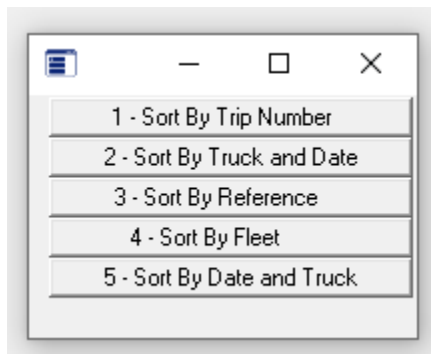 1 - Sort By Trip Number
2 - Sort By Truck and Date
3 - Sort By Reference
4 - Sort By Fleet
5 - Sort By Date and Truck